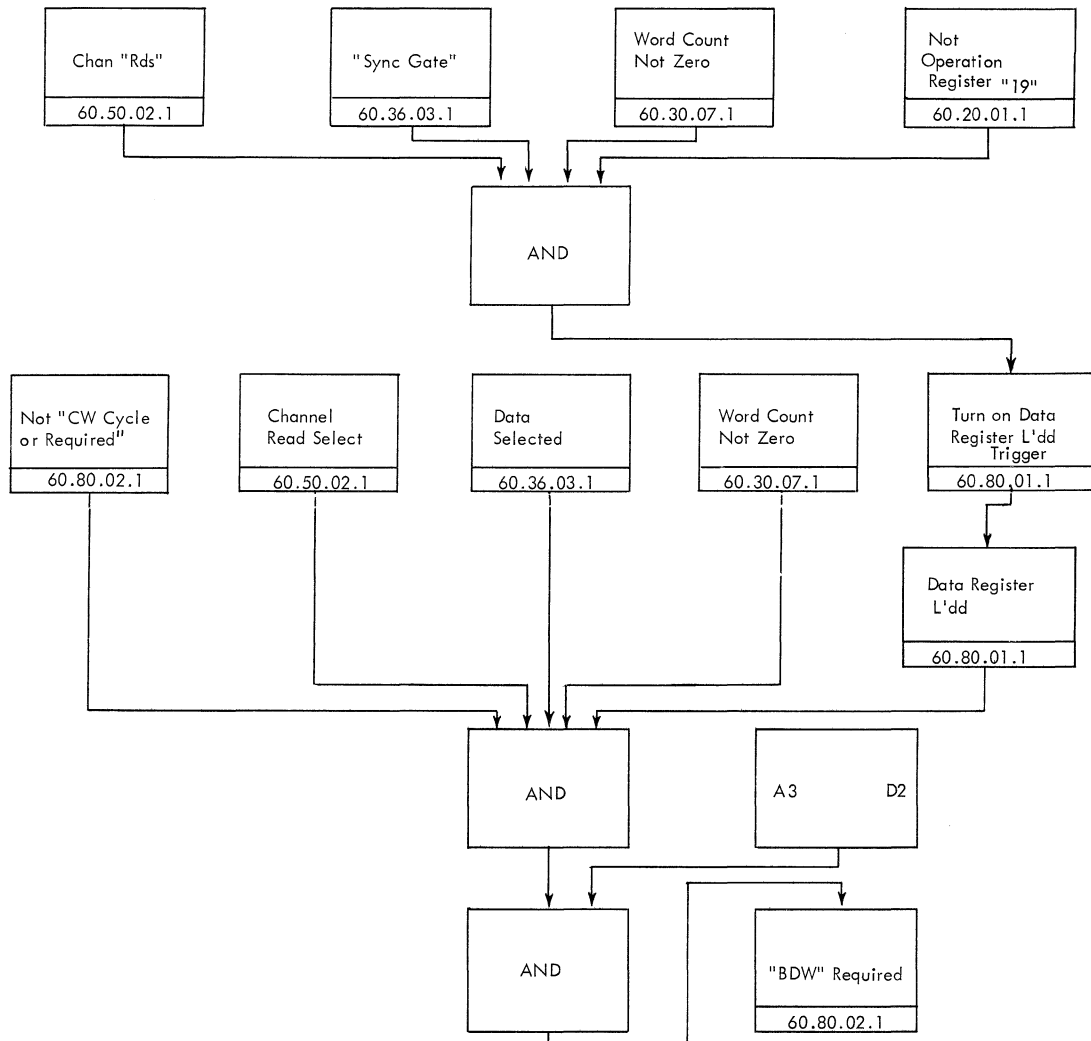 Chan "Rds"
60.50.02.1
"Sync Gate"
60.36.03.1
Word Count
Not Zero
60.30.07.1
Not
Operation
Register "19"
60.20.01.1
AND
Not "CW Cycle
or Required"
60.80.02.1
Channel
Read Select
60.50.02.1
Data
Selected
60.36.03.1
Word Count
Not Zero
60.30.07.1
Turn on Data
Register L'dd
Trigger
60.80.01.1
Data Register
L'dd
60.80.01.1
AND
A3 D2
AND
"BDW" Required
60.80.02.1